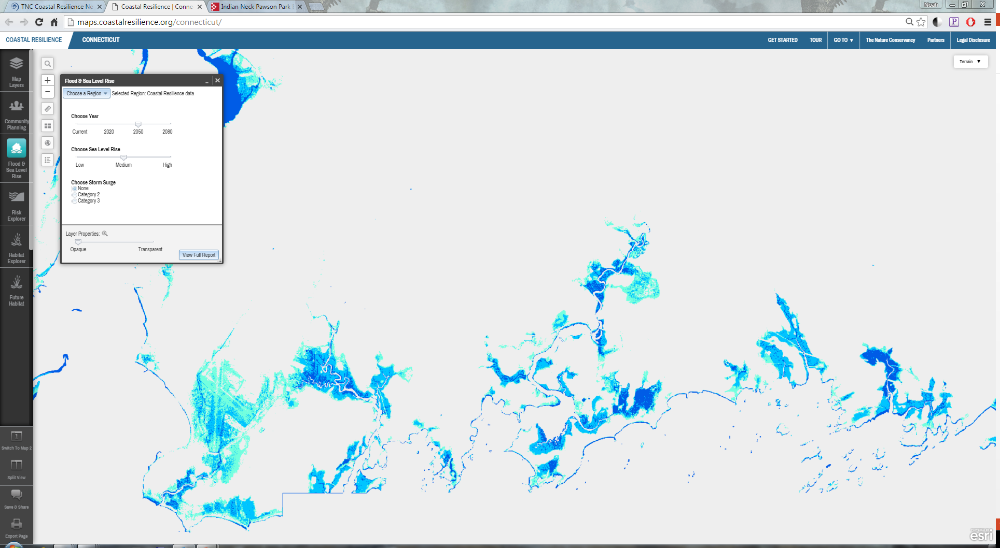 TNC Coastal Resilience Ne
Coastal Resilience | Conne
Indian Neck Pawson Park
Noah
maps.coastalresilience.org/connecticut/
P
COASTAL RESILIENCE
CONNECTICUT
GET STARTED
TOUR
GO TO ▼
The Nature Conservancy
Partners
Legal Disclosure
Map
Layers
Community
Planning
Flood &
Sea Level
Rise
Risk
Explorer
Habitat
Explorer
Future
Habitat
1
Switch To Map 2
Split View
Save & Share
Export Page
Terrain ▼
Flood & Sea Level Rise
Choose a Region Selected Region: Coastal Resilience data
Choose Year
Current 2020 2050 2080
Choose Sea Level Rise
Low Medium High
Choose Storm Surge
None
Category 2
Category 3
Layer Properties:
Opaque Transparent
View Full Report
POWERED BY
esri